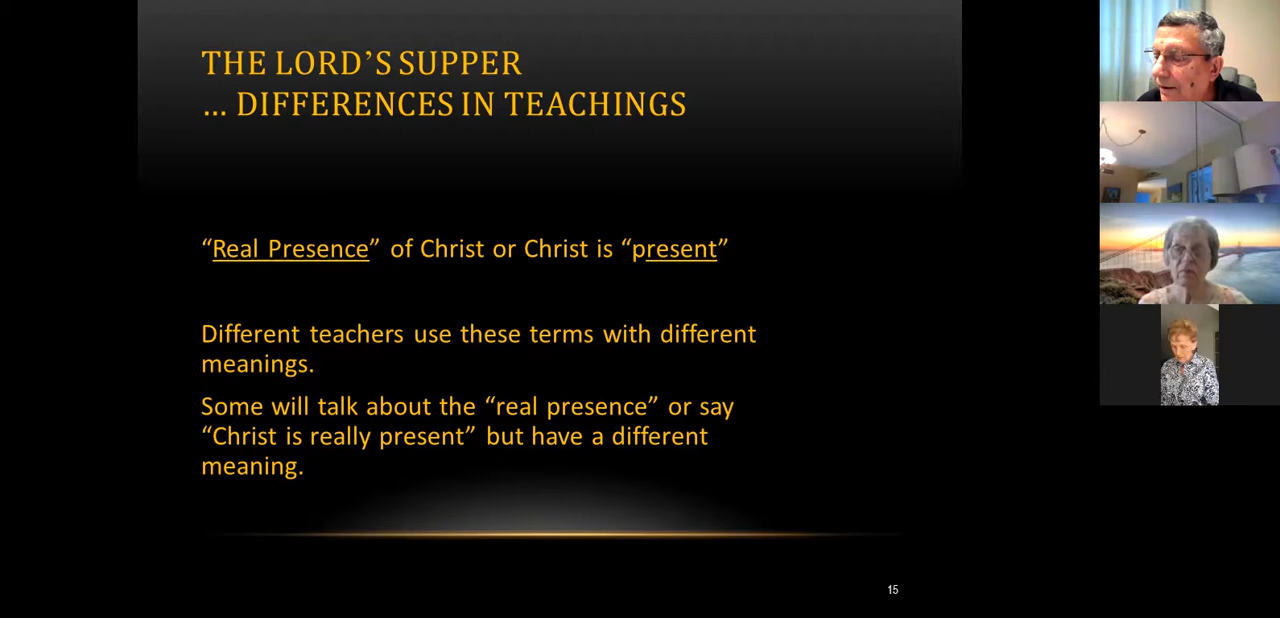 THE LORD’S SUPPER
… DIFFERENCES IN TEACHINGS
“Real Presence” of Christ or Christ is “present”
Different teachers use these terms with different
meanings.
Some will talk about the “real presence” or say
“Christ is really present” but have a different
meaning.
15